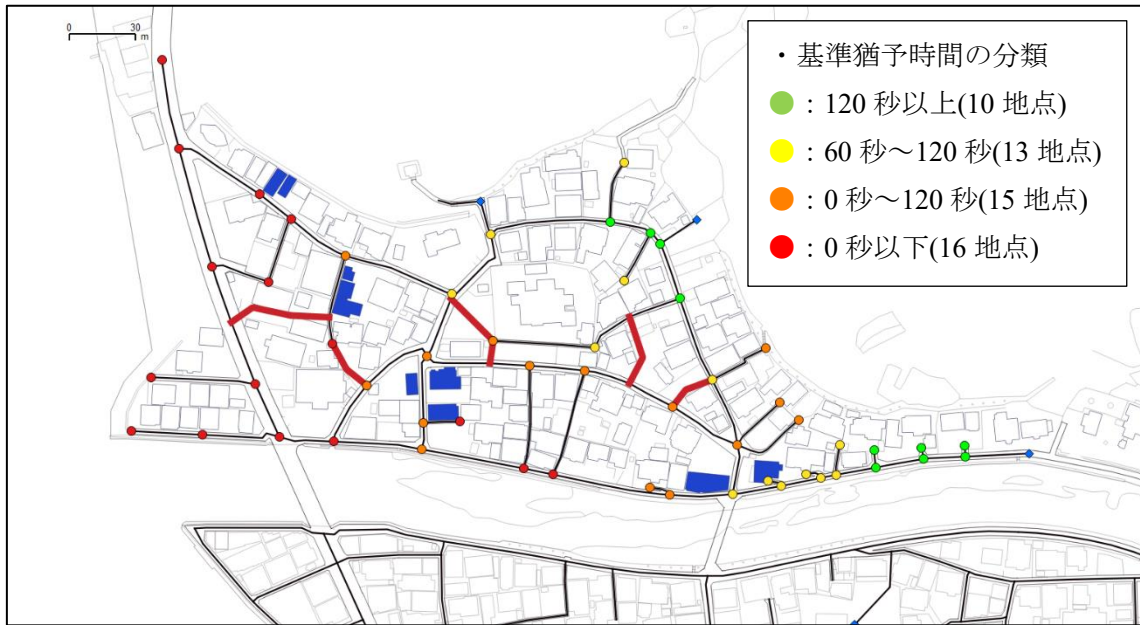 0 30
m
・基準猶予時間の分類
：120 秒以上(10 地点)
：60 秒～120 秒(13 地点)
：0 秒～120 秒(15 地点)
：0 秒以下(16 地点)